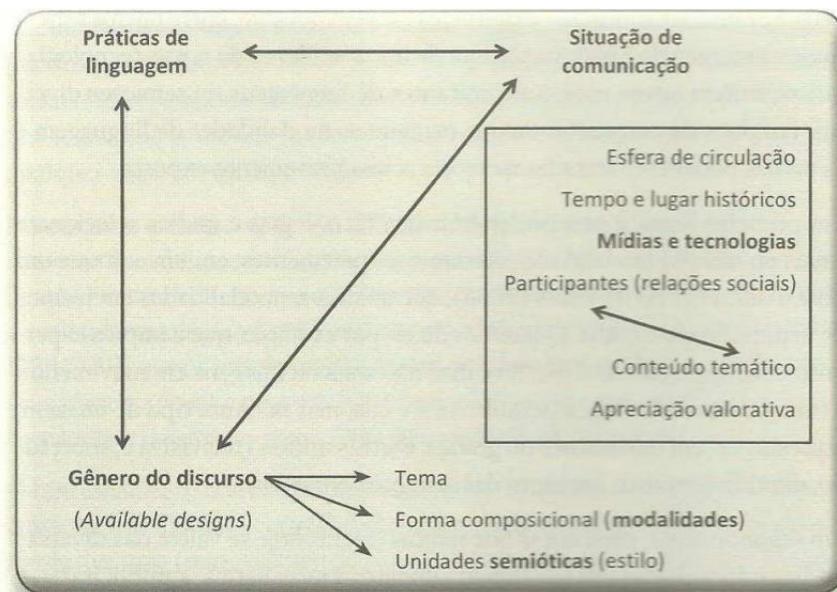 Práticas de
linguagem
Situação de
comunicação
Esfera de circulação
Tempo e lugar históricos
Mídias e tecnologias
Participantes (relações sociais)
Conteúdo temático
Apreciação valorativa
Gênero do discurso
(Available designs)
Tema
Forma composicional (modalidades)
Unidades semióticas (estilo)